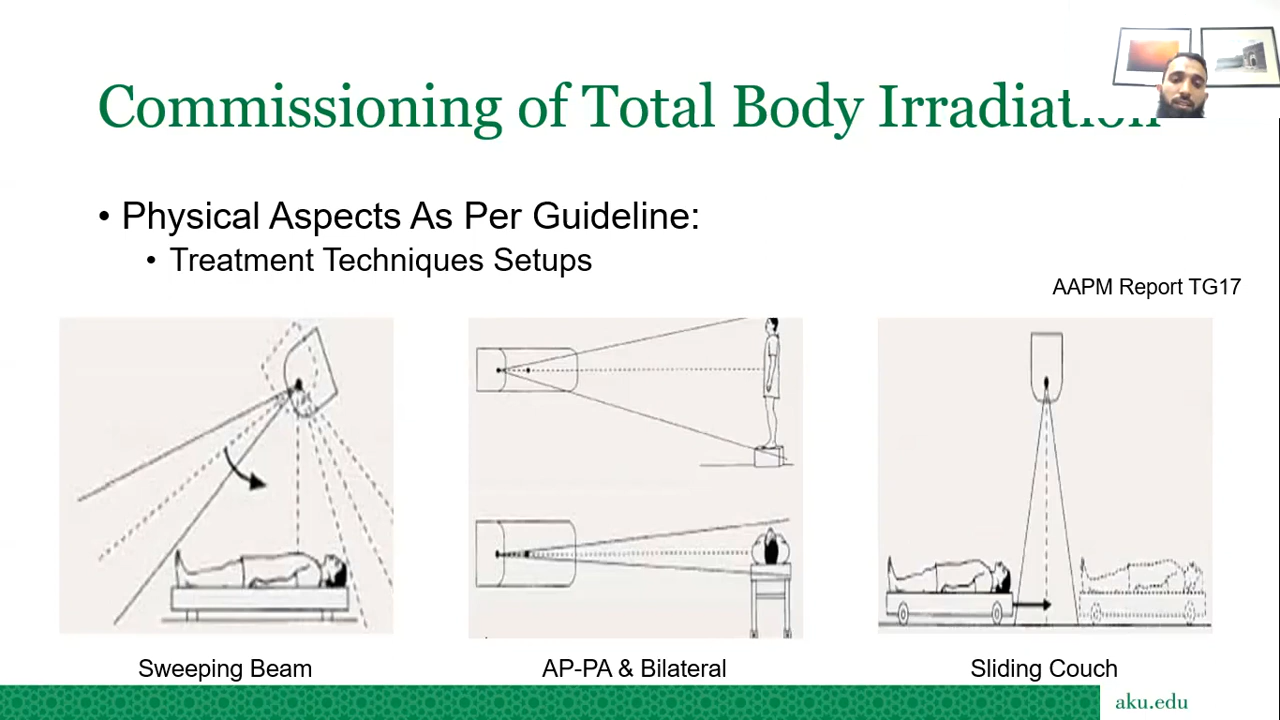 Commissioning of Total Body Irradiation
• Physical Aspects As Per Guideline:
• Treatment Techniques Setups
AAPM Report TG17
Sweeping Beam
AP-PA & Bilateral
Sliding Couch
aku.edu